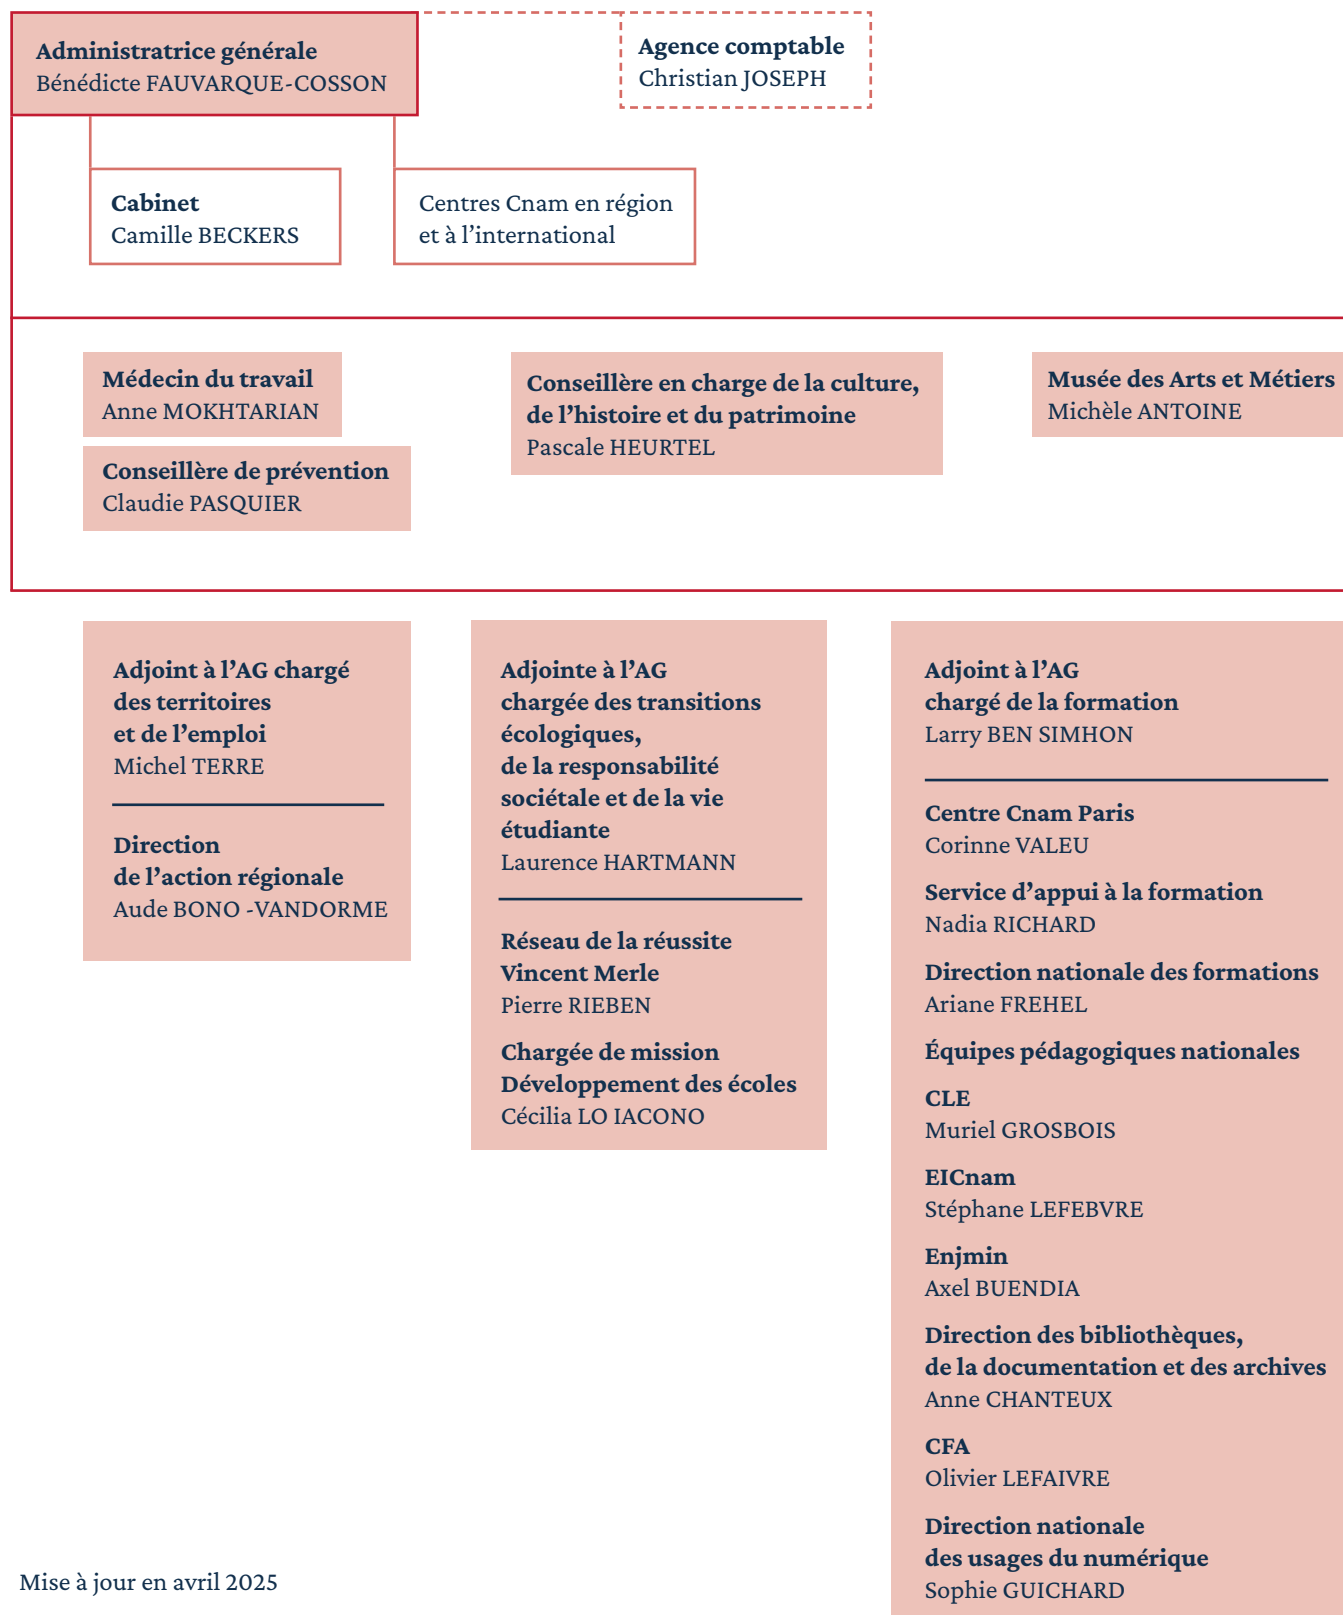 Administratrice générale
Bénédicte FAUVARQUE-COSSON
Agence comptable
Christian JOSEPH
Cabinet
Camille BECKERS
Centres Cnam en région
et à l’international
Médecin du travail
Anne MOKHTARIAN
Conseillère de prévention
Claudie PASQUIER
Conseillère en charge de la culture,
de l’histoire et du patrimoine
Pascale HEURTEL
Musée des Arts et Métiers
Michèle ANTOINE
Adjoint à l’AG chargé
des territoires
et de l’emploi
Michel TERRE
Direction
de l’action régionale
Aude BONO -VANDORME
Adjointe à l’AG
chargée des transitions
écologiques,
de la responsabilité
sociétale et de la vie
étudiante
Laurence HARTMANN
Réseau de la réussite
Vincent Merle
Pierre RIEBEN
Chargée de mission
Développement des écoles
Cécilia LO IACONO
Adjoint à l’AG
chargé de la formation
Larry BEN SIMHON
Centre Cnam Paris
Corinne VALEU
Service d’appui à la formation
Nadia RICHARD
Direction nationale des formations
Ariane FREHEL
Équipes pédagogiques nationales
CLE
Muriel GROSBOIS
EICnam
Stéphane LEFEBVRE
Enjmin
Axel BUENDIA
Direction des bibliothèques,
de la documentation et des archives
Anne CHANTEUX
CFA
Olivier LEFAIVRE
Direction nationale
des usages du numérique
Sophie GUICHARD
Mise à jour en avril 2025